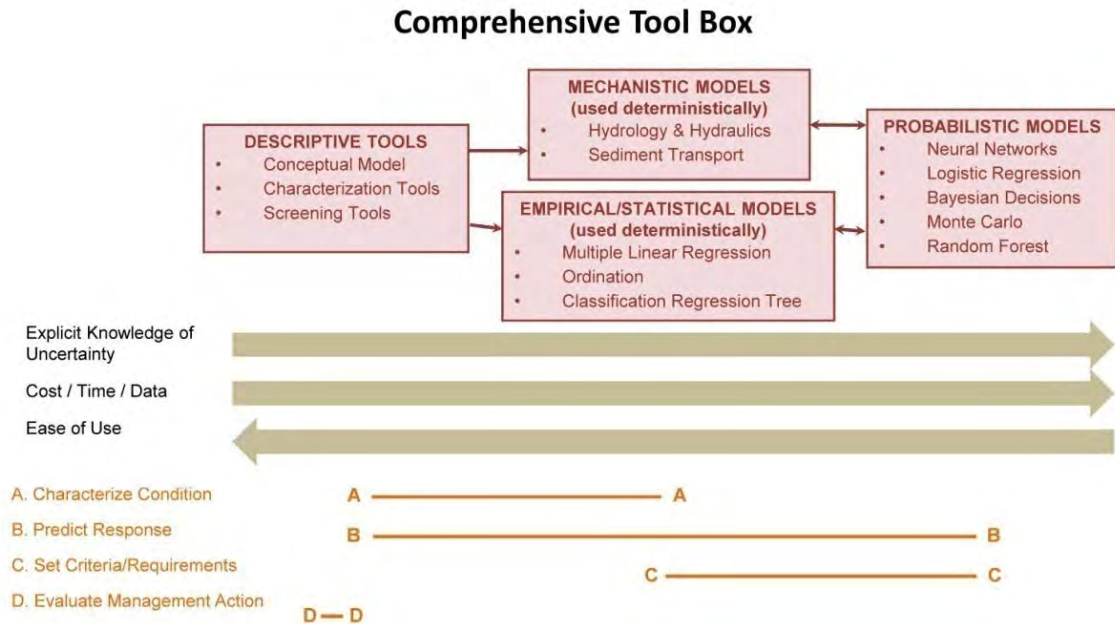 Comprehensive Tool Box
MECHANISTIC MODELS
(used deterministically)
• Hydrology & Hydraulics
• Sediment Transport
DESCRIPTIVE TOOLS
• Conceptual Model
• Characterization Tools
• Screening Tools
PROBABILISTIC MODELS
• Neural Networks
• Logistic Regression
• Bayesian Decisions
• Monte Carlo
• Random Forest
EMPIRICAL/STATISTICAL MODELS
(used deterministically)
• Multiple Linear Regression
• Ordination
• Classification Regression Tree
Explicit Knowledge of
Uncertainty
Cost / Time / Data
Ease of Use
A. Characterize Condition
A A
B. Predict Response
B B
C. Set Criteria/Requirements
C C
D. Evaluate Management Action
D D